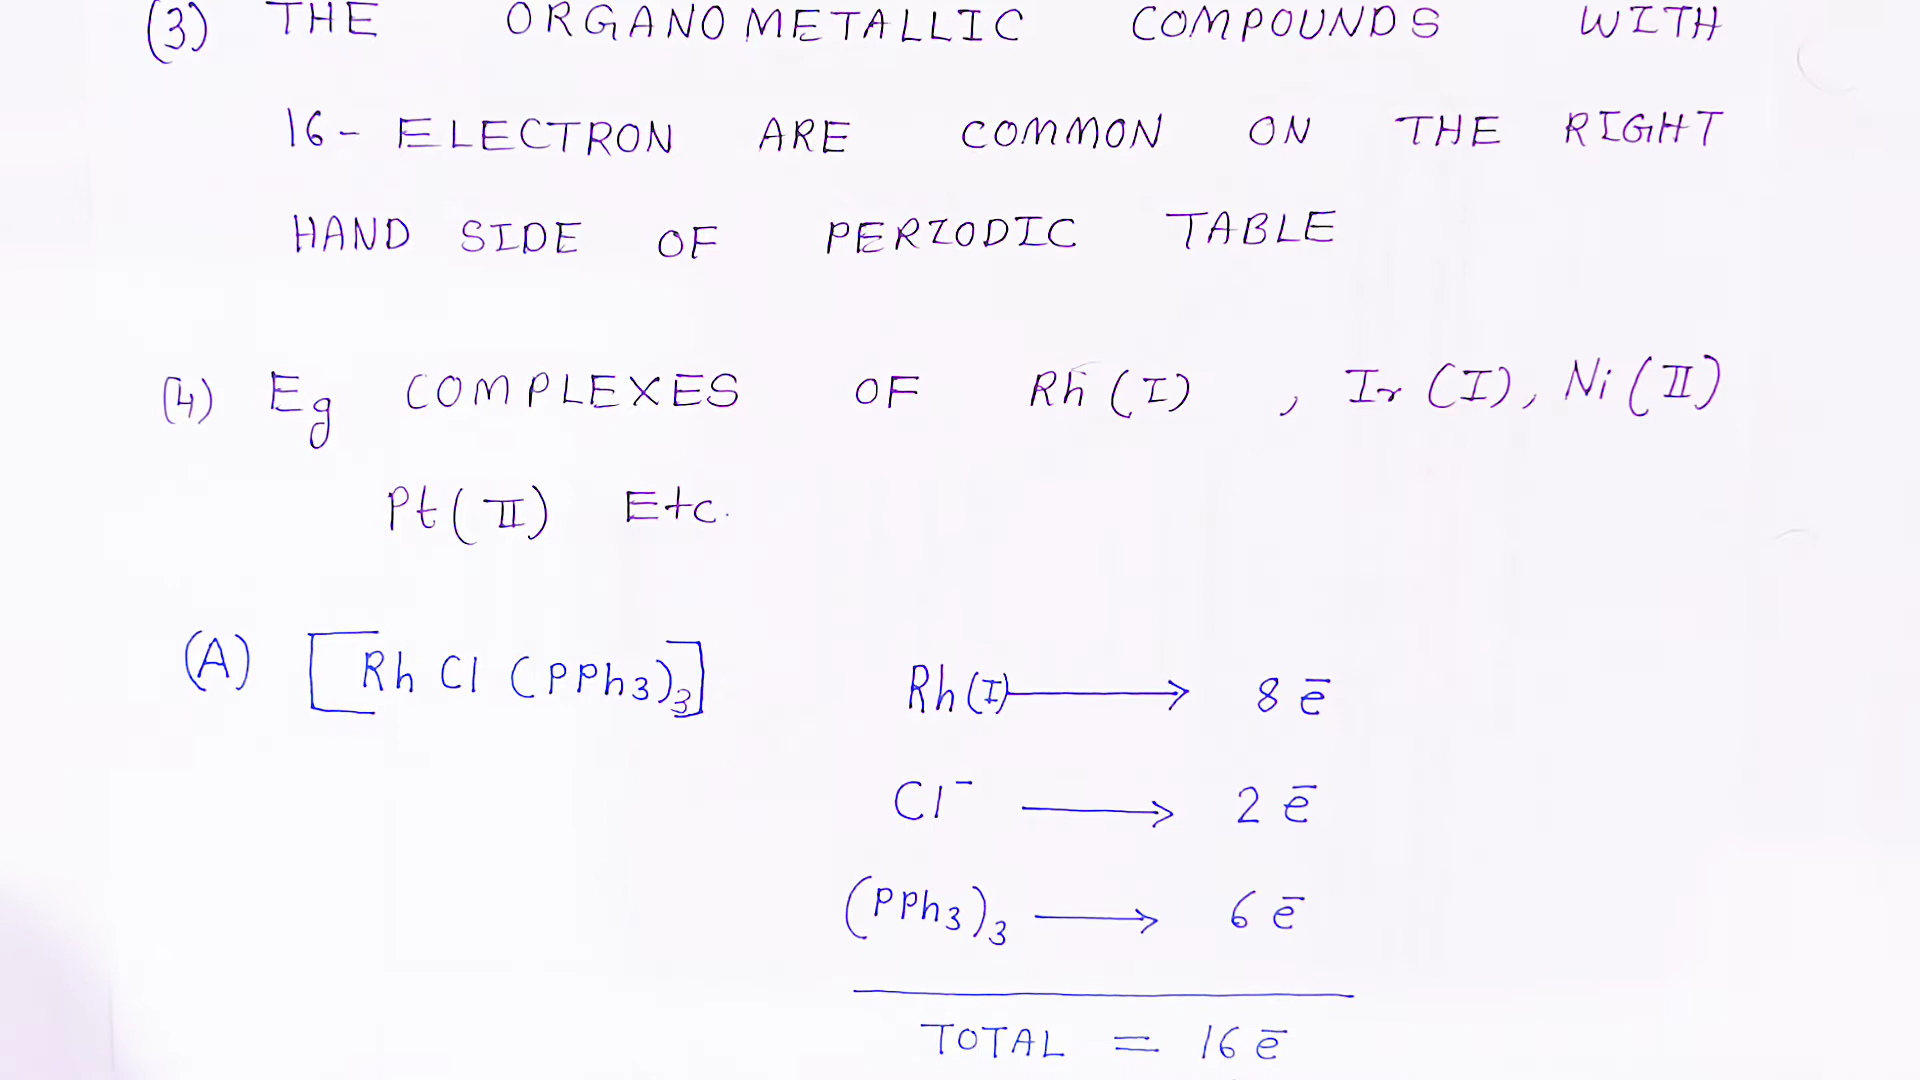 (3) THE ORGANOMETALLIC COMPOUNDS WITH
16- ELECTRON ARE COMMON ON THE RIGHT
HAND SIDE OF PERIODIC TABLE
(4) Eg COMPLEXES OF Rh (I) , Ir (I), Ni (II)
Pt (II) Etc.
(A) [Rh Cl (PPh3)3] Rh (I) → 8 ē
Cl⁻ → 2 ē
(PPh3)3 → 6 ē
TOTAL = 16 ē